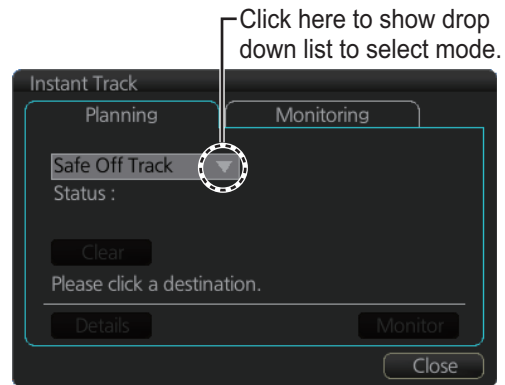 Click here to show drop
down list to select mode.
Instant Track
Planning Monitoring
Safe Off Track
Status :
Clear
Please click a destination.
Details Monitor
Close